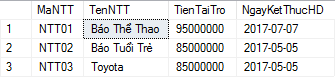 MaNTT TenNTT TienTaiTro NgayKetThucHD
1 NTT01 Báo Thể Thao 95000000 2017-07-07
2 NTT02 Báo Tuổi Trẻ 85000000 2017-05-05
3 NTT03 Toyota 85000000 2017-05-05